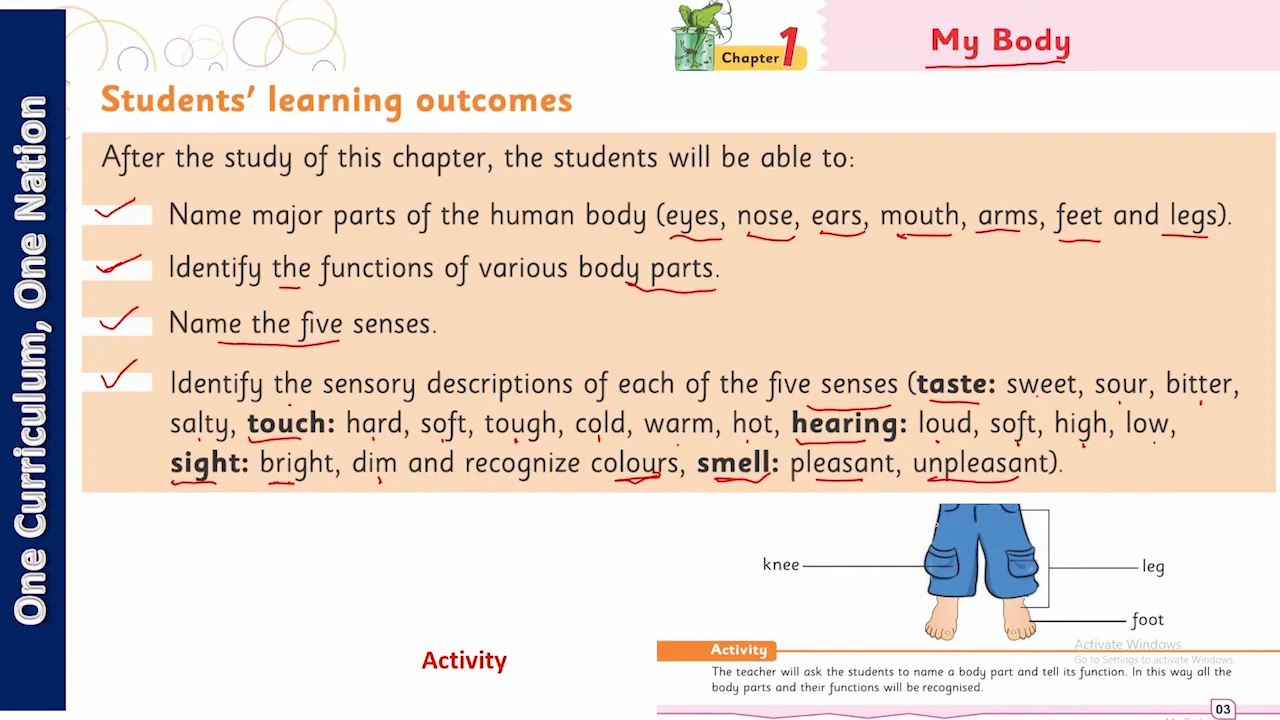 One Curriculum, One Nation
Chapter 1
My Body
Students' learning outcomes
After the study of this chapter, the students will be able to:
Name major parts of the human body (eyes, nose, ears, mouth, arms, feet and legs).
Identify the functions of various body parts.
Name the five senses.
Identify the sensory descriptions of each of the five senses (taste: sweet, sour, bitter,
salty, touch: hard, soft, tough, cold, warm, hot, hearing: loud, soft, high, low,
sight: bright, dim and recognize colours, smell: pleasant, unpleasant).
knee
leg
foot
Activate Windows
Go to Settings to activate Windows.
Activity
Activity
The teacher will ask the students to name a body part and tell its function. In this way all the
body parts and their functions will be recognised.
03